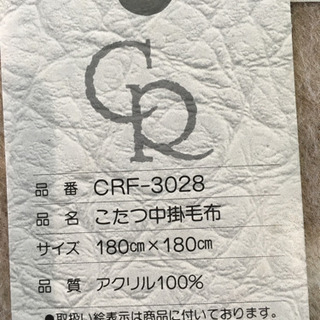 CR
品番 CRF-3028
品名 こたつ中掛毛布
サイズ 180㎝×180㎝
品質 アクリル100%
●取扱い絵表示は商品に付いております。